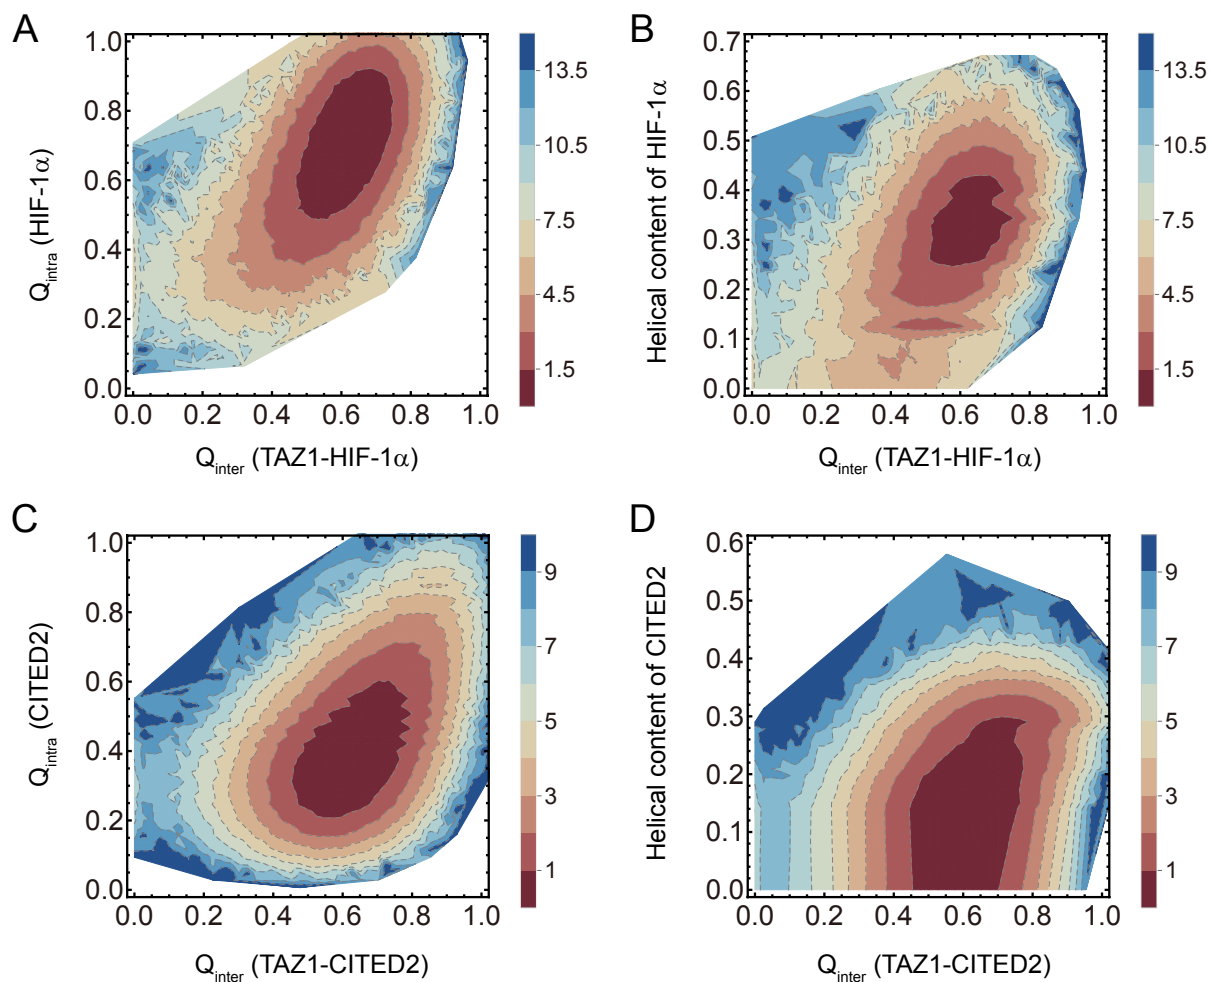 A
1.0
0.8
0.6
0.4
0.2
0.0
Qintra (HIF-1α)
0.0 0.2 0.4 0.6 0.8 1.0
Qinter (TAZ1-HIF-1α)
13.5
10.5
7.5
4.5
1.5
B
0.7
0.6
0.5
0.4
0.3
0.2
0.1
0.0
Helical content of HIF-1α
0.0 0.2 0.4 0.6 0.8 1.0
Qinter (TAZ1-HIF-1α)
13.5
10.5
7.5
4.5
1.5
C
1.0
0.8
0.6
0.4
0.2
0.0
Qintra (CITED2)
0.0 0.2 0.4 0.6 0.8 1.0
Qinter (TAZ1-CITED2)
9
7
5
3
1
D
0.6
0.5
0.4
0.3
0.2
0.1
0.0
Helical content of CITED2
0.0 0.2 0.4 0.6 0.8 1.0
Qinter (TAZ1-CITED2)
9
7
5
3
1